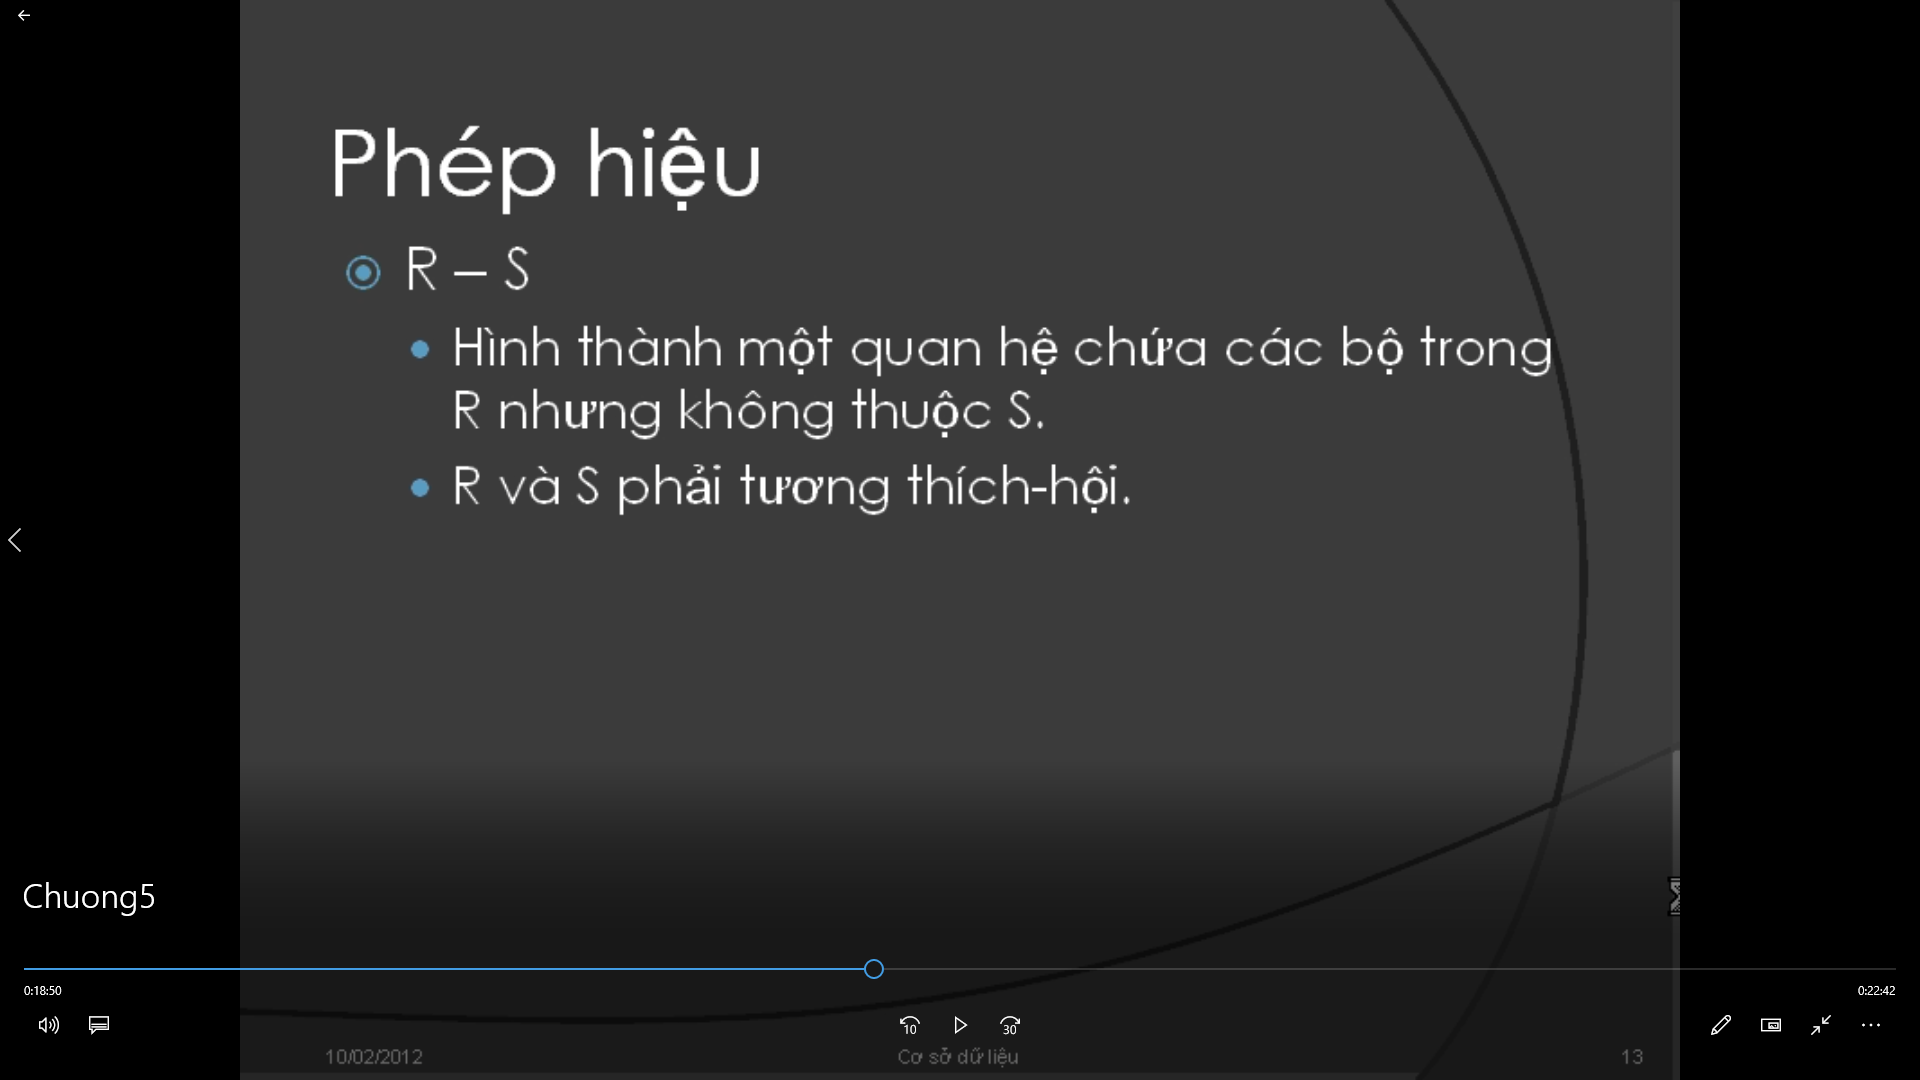 Phép hiệu
R – S
Hình thành một quan hệ chứa các bộ trong
R nhưng không thuộc S.
R và S phải tương thích-hội.
Chuong5
0:18:50
0:22:42
10
30
10/02/2012
Cơ sở dữ liệu
13